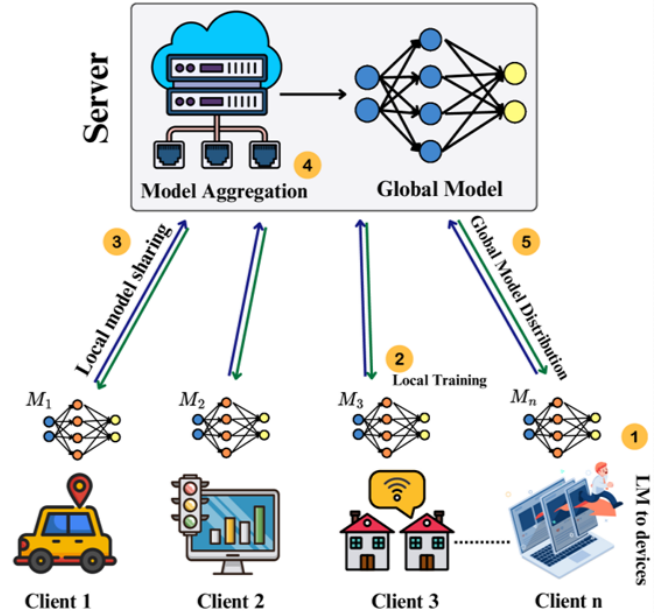 Server
4
Model Aggregation
Global Model
3
Local model sharing
5
Global Model Distribution
2
Local Training
M1
M2
M3
Mn
1
LM to devices
Client 1
Client 2
Client 3
Client n